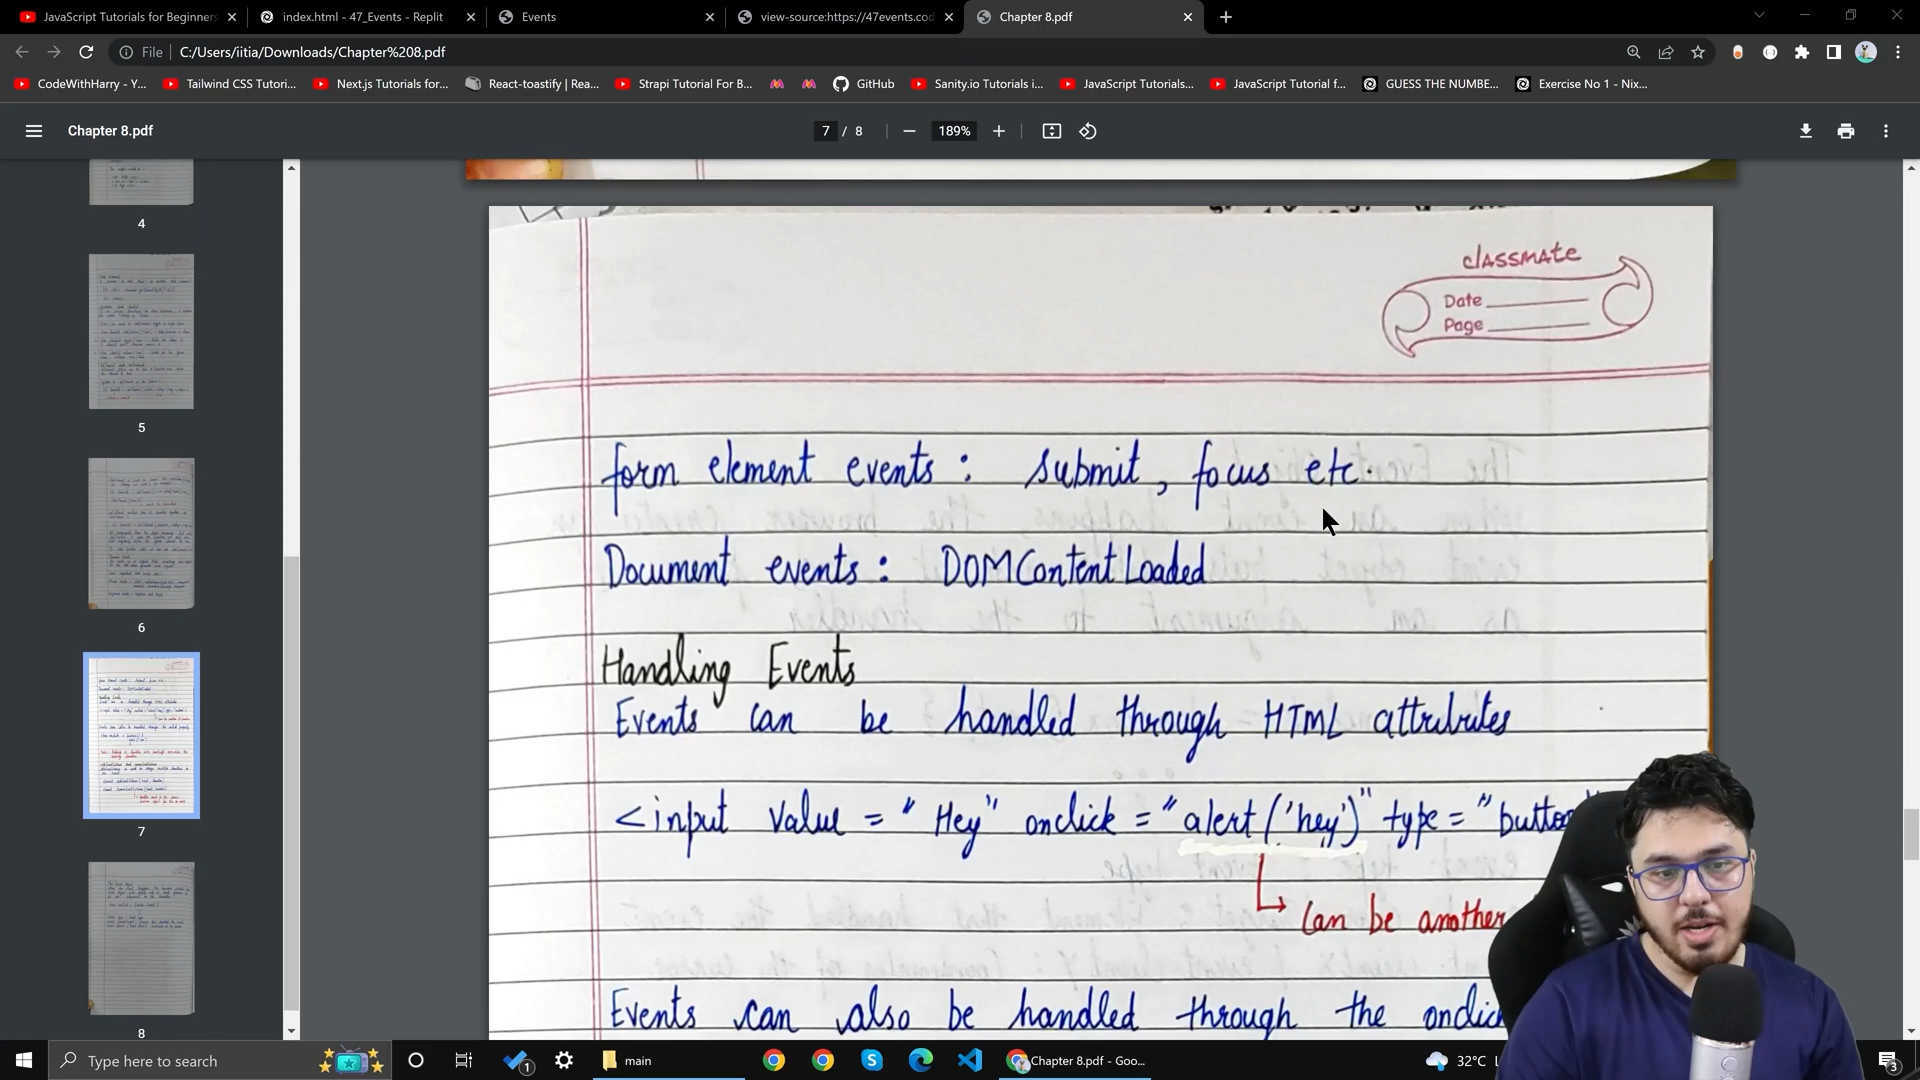 JavaScript Tutorials for Beginners
index.html - 47_Events - Replit
Events
view-source:https://47events.cod
Chapter 8.pdf
File
C:/Users/iitia/Downloads/Chapter%208.pdf
CodeWithHarry - Y...
Tailwind CSS Tutori...
Next.js Tutorials for...
React-toastify | Rea...
Strapi Tutorial For B...
GitHub
Sanity.io Tutorials i...
JavaScript Tutorials...
JavaScript Tutorial f...
GUESS THE NUMBE...
Exercise No 1 - Nix...
Chapter 8.pdf
7 / 8
189%
4
5
6
7
8
classmate
Date
Page
form element events : submit, focus etc.
Document events : DOMContentLoaded
Handling Events
Events can be handled through HTML attributes
<input value = "Hey" onclick = "alert('hey')" type = "button
Can be another
Events can also be handled through the onclick
Type here to search
1
main
Chapter 8.pdf - Goo...
32°C
3